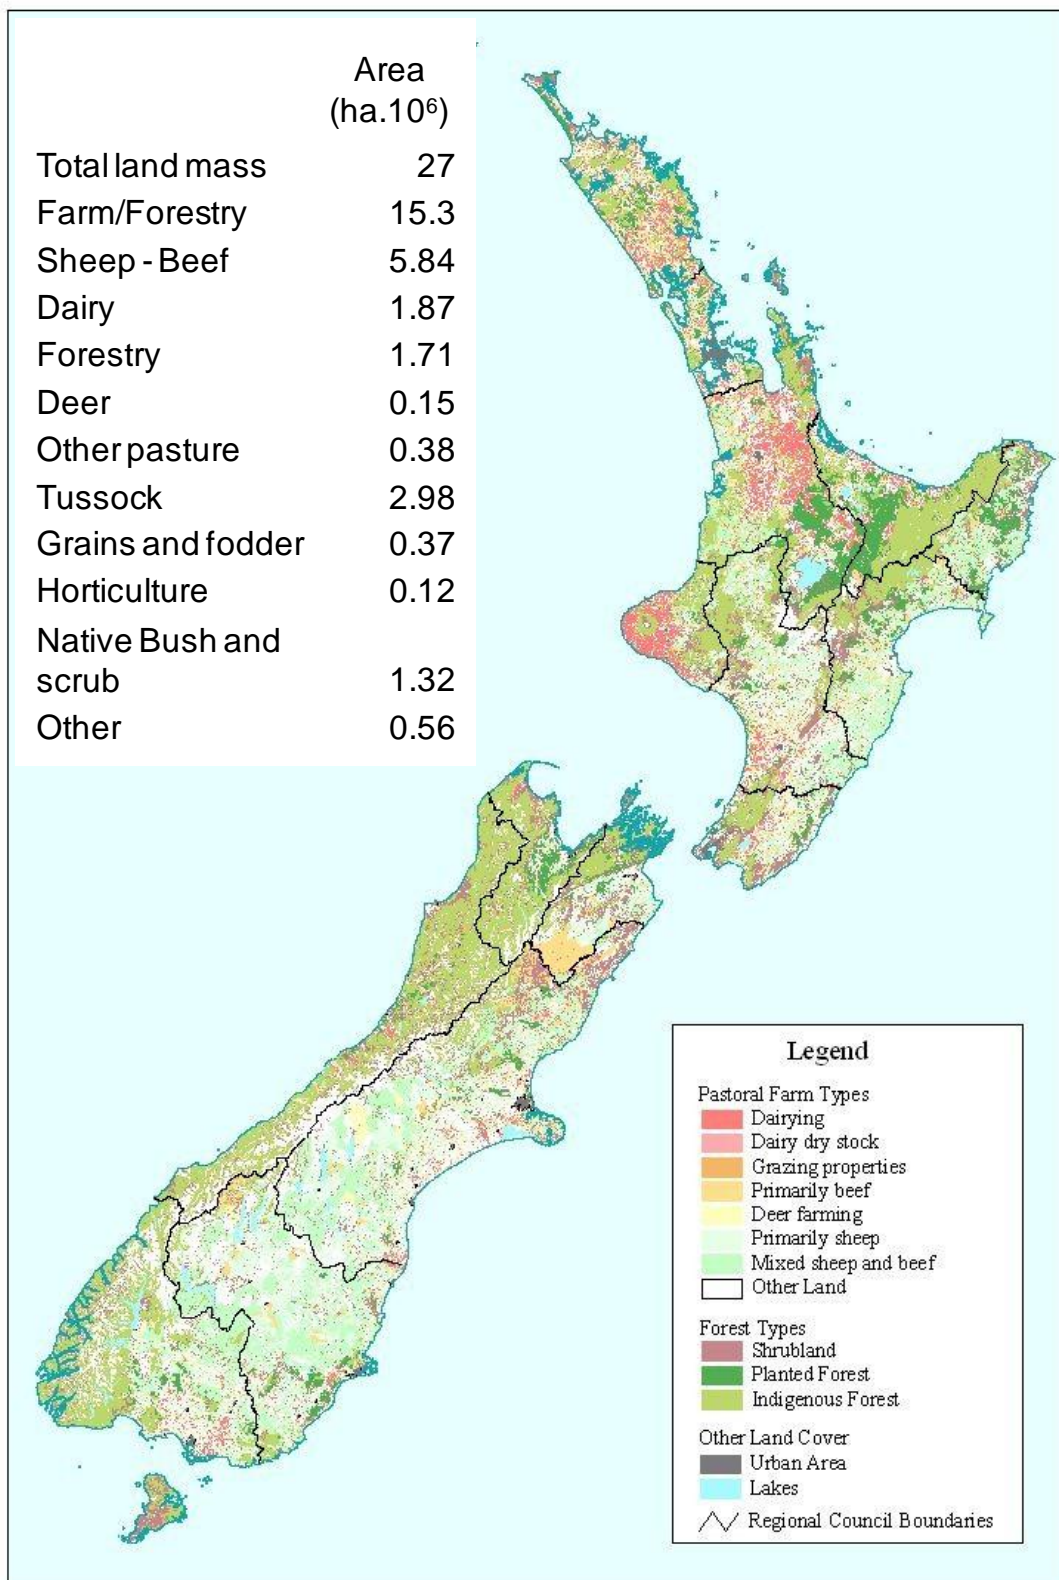 Area
(ha.10⁶)
Total land mass 27
Farm/Forestry 15.3
Sheep - Beef 5.84
Dairy 1.87
Forestry 1.71
Deer 0.15
Other pasture 0.38
Tussock 2.98
Grains and fodder 0.37
Horticulture 0.12
Native Bush and
scrub 1.32
Other 0.56
Legend
Pastoral Farm Types
Dairying
Dairy dry stock
Grazing properties
Primarily beef
Deer farming
Primarily sheep
Mixed sheep and beef
Other Land
Forest Types
Shrubland
Planted Forest
Indigenous Forest
Other Land Cover
Urban Area
Lakes
Regional Council Boundaries